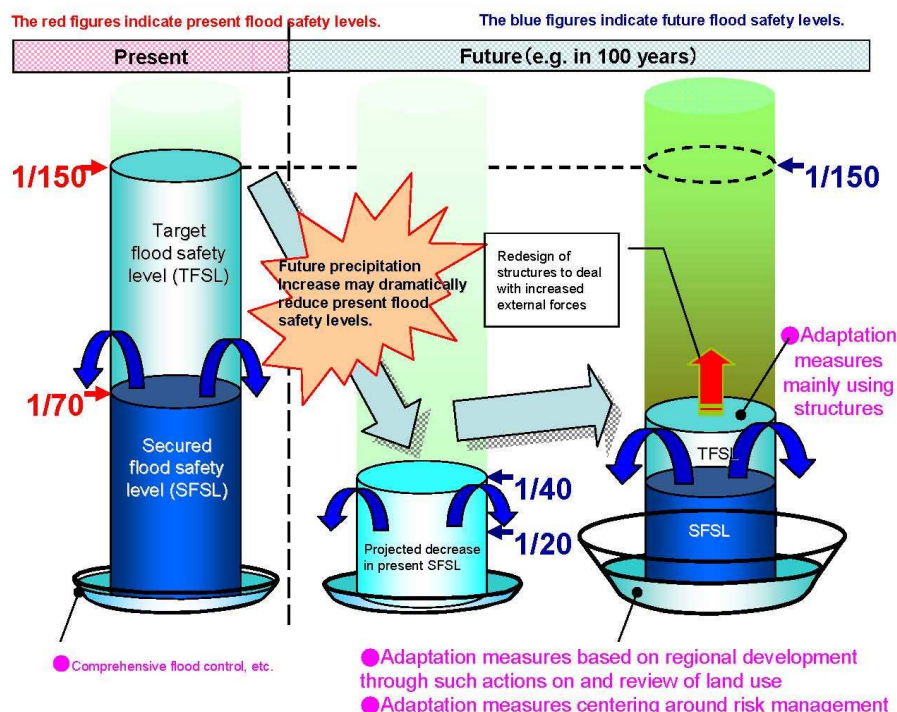 The red figures indicate present flood safety levels.
The blue figures indicate future flood safety levels.
Present
Future(e.g. in 100 years)
1/150
1/150
Target
flood safety
level (TFSL)
Future precipitation
Increase may dramatically
reduce present flood
safety levels.
Redesign of
structures to deal
with increased
external forces
Adaptation
measures
mainly using
structures
1/70
Secured
flood safety
level (SFSL)
1/40
1/20
Projected decrease
in present SFSL
TFSL
SFSL
Comprehensive flood control, etc.
Adaptation measures based on regional development
through such actions on and review of land use
Adaptation measures centering around risk management